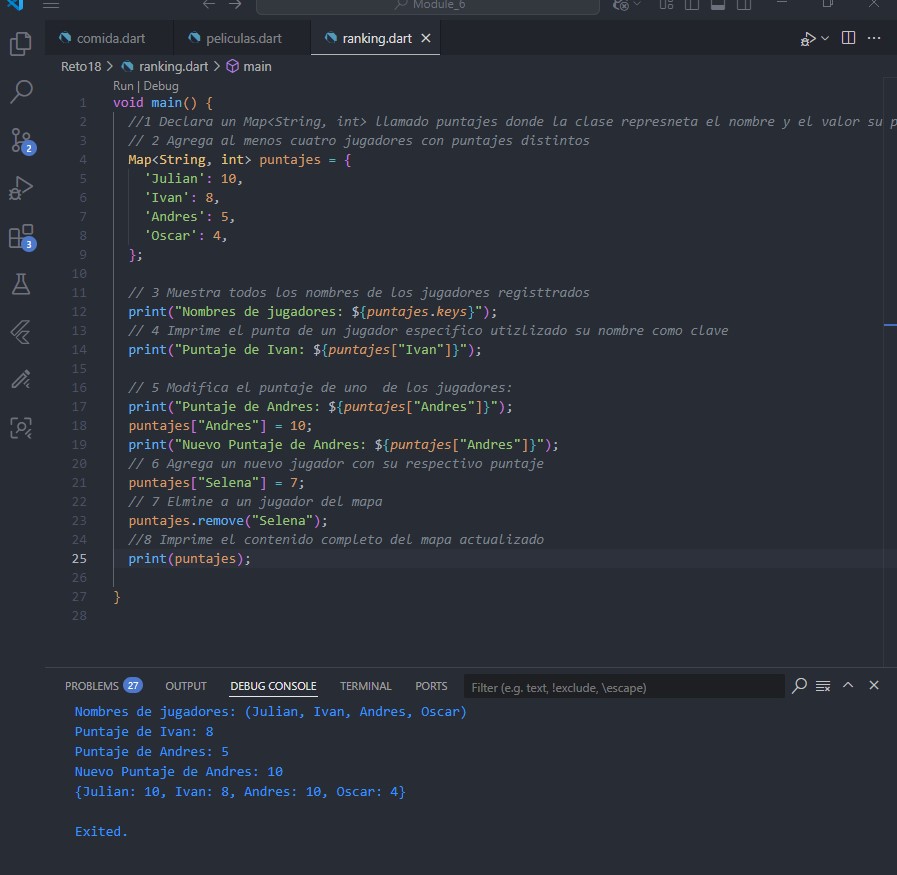 Module_6
comida.dart
peliculas.dart
ranking.dart
Reto18 > ranking.dart > main
Run | Debug
1 void main() {
2 //1 Declara un Map<String, int> llamado puntajes donde la clase represneta el nombre y el valor su p
3 // 2 Agrega al menos cuatro jugadores con puntajes distintos
4 Map<String, int> puntajes = {
5 'Julian': 10,
6 'Ivan': 8,
7 'Andres': 5,
8 'Oscar': 4,
9 };
10
11 // 3 Muestra todos los nombres de los jugadores registtrados
12 print("Nombres de jugadores: ${puntajes.keys}");
13 // 4 Imprime el punta de un jugador especifico utizlizado su nombre como clave
14 print("Puntaje de Ivan: ${puntajes["Ivan"]}");
15
16 // 5 Modifica el puntaje de uno  de los jugadores:
17 print("Puntaje de Andres: ${puntajes["Andres"]}");
18 puntajes["Andres"] = 10;
19 print("Nuevo Puntaje de Andres: ${puntajes["Andres"]}");
20 // 6 Agrega un nuevo jugador con su respectivo puntaje
21 puntajes["Selena"] = 7;
22 // 7 Elmine a un jugador del mapa
23 puntajes.remove("Selena");
24 //8 Imprime el contenido completo del mapa actualizado
25 print(puntajes);
26
27 }
28
2
3
PROBLEMS 27 OUTPUT DEBUG CONSOLE TERMINAL PORTS Filter (e.g. text, !exclude, \escape)
Nombres de jugadores: (Julian, Ivan, Andres, Oscar)
Puntaje de Ivan: 8
Puntaje de Andres: 5
Nuevo Puntaje de Andres: 10
{Julian: 10, Ivan: 8, Andres: 10, Oscar: 4}
Exited.